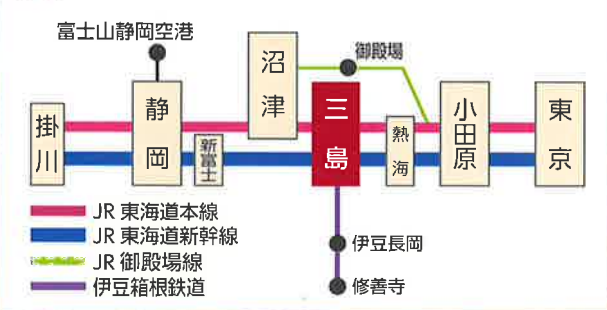 富士山静岡空港
御殿場
掛川
静岡
新富士
沼津
三島
熱海
小田原
東京
JR 東海道本線
JR 東海道新幹線
JR 御殿場線
伊豆箱根鉄道
伊豆長岡
修善寺